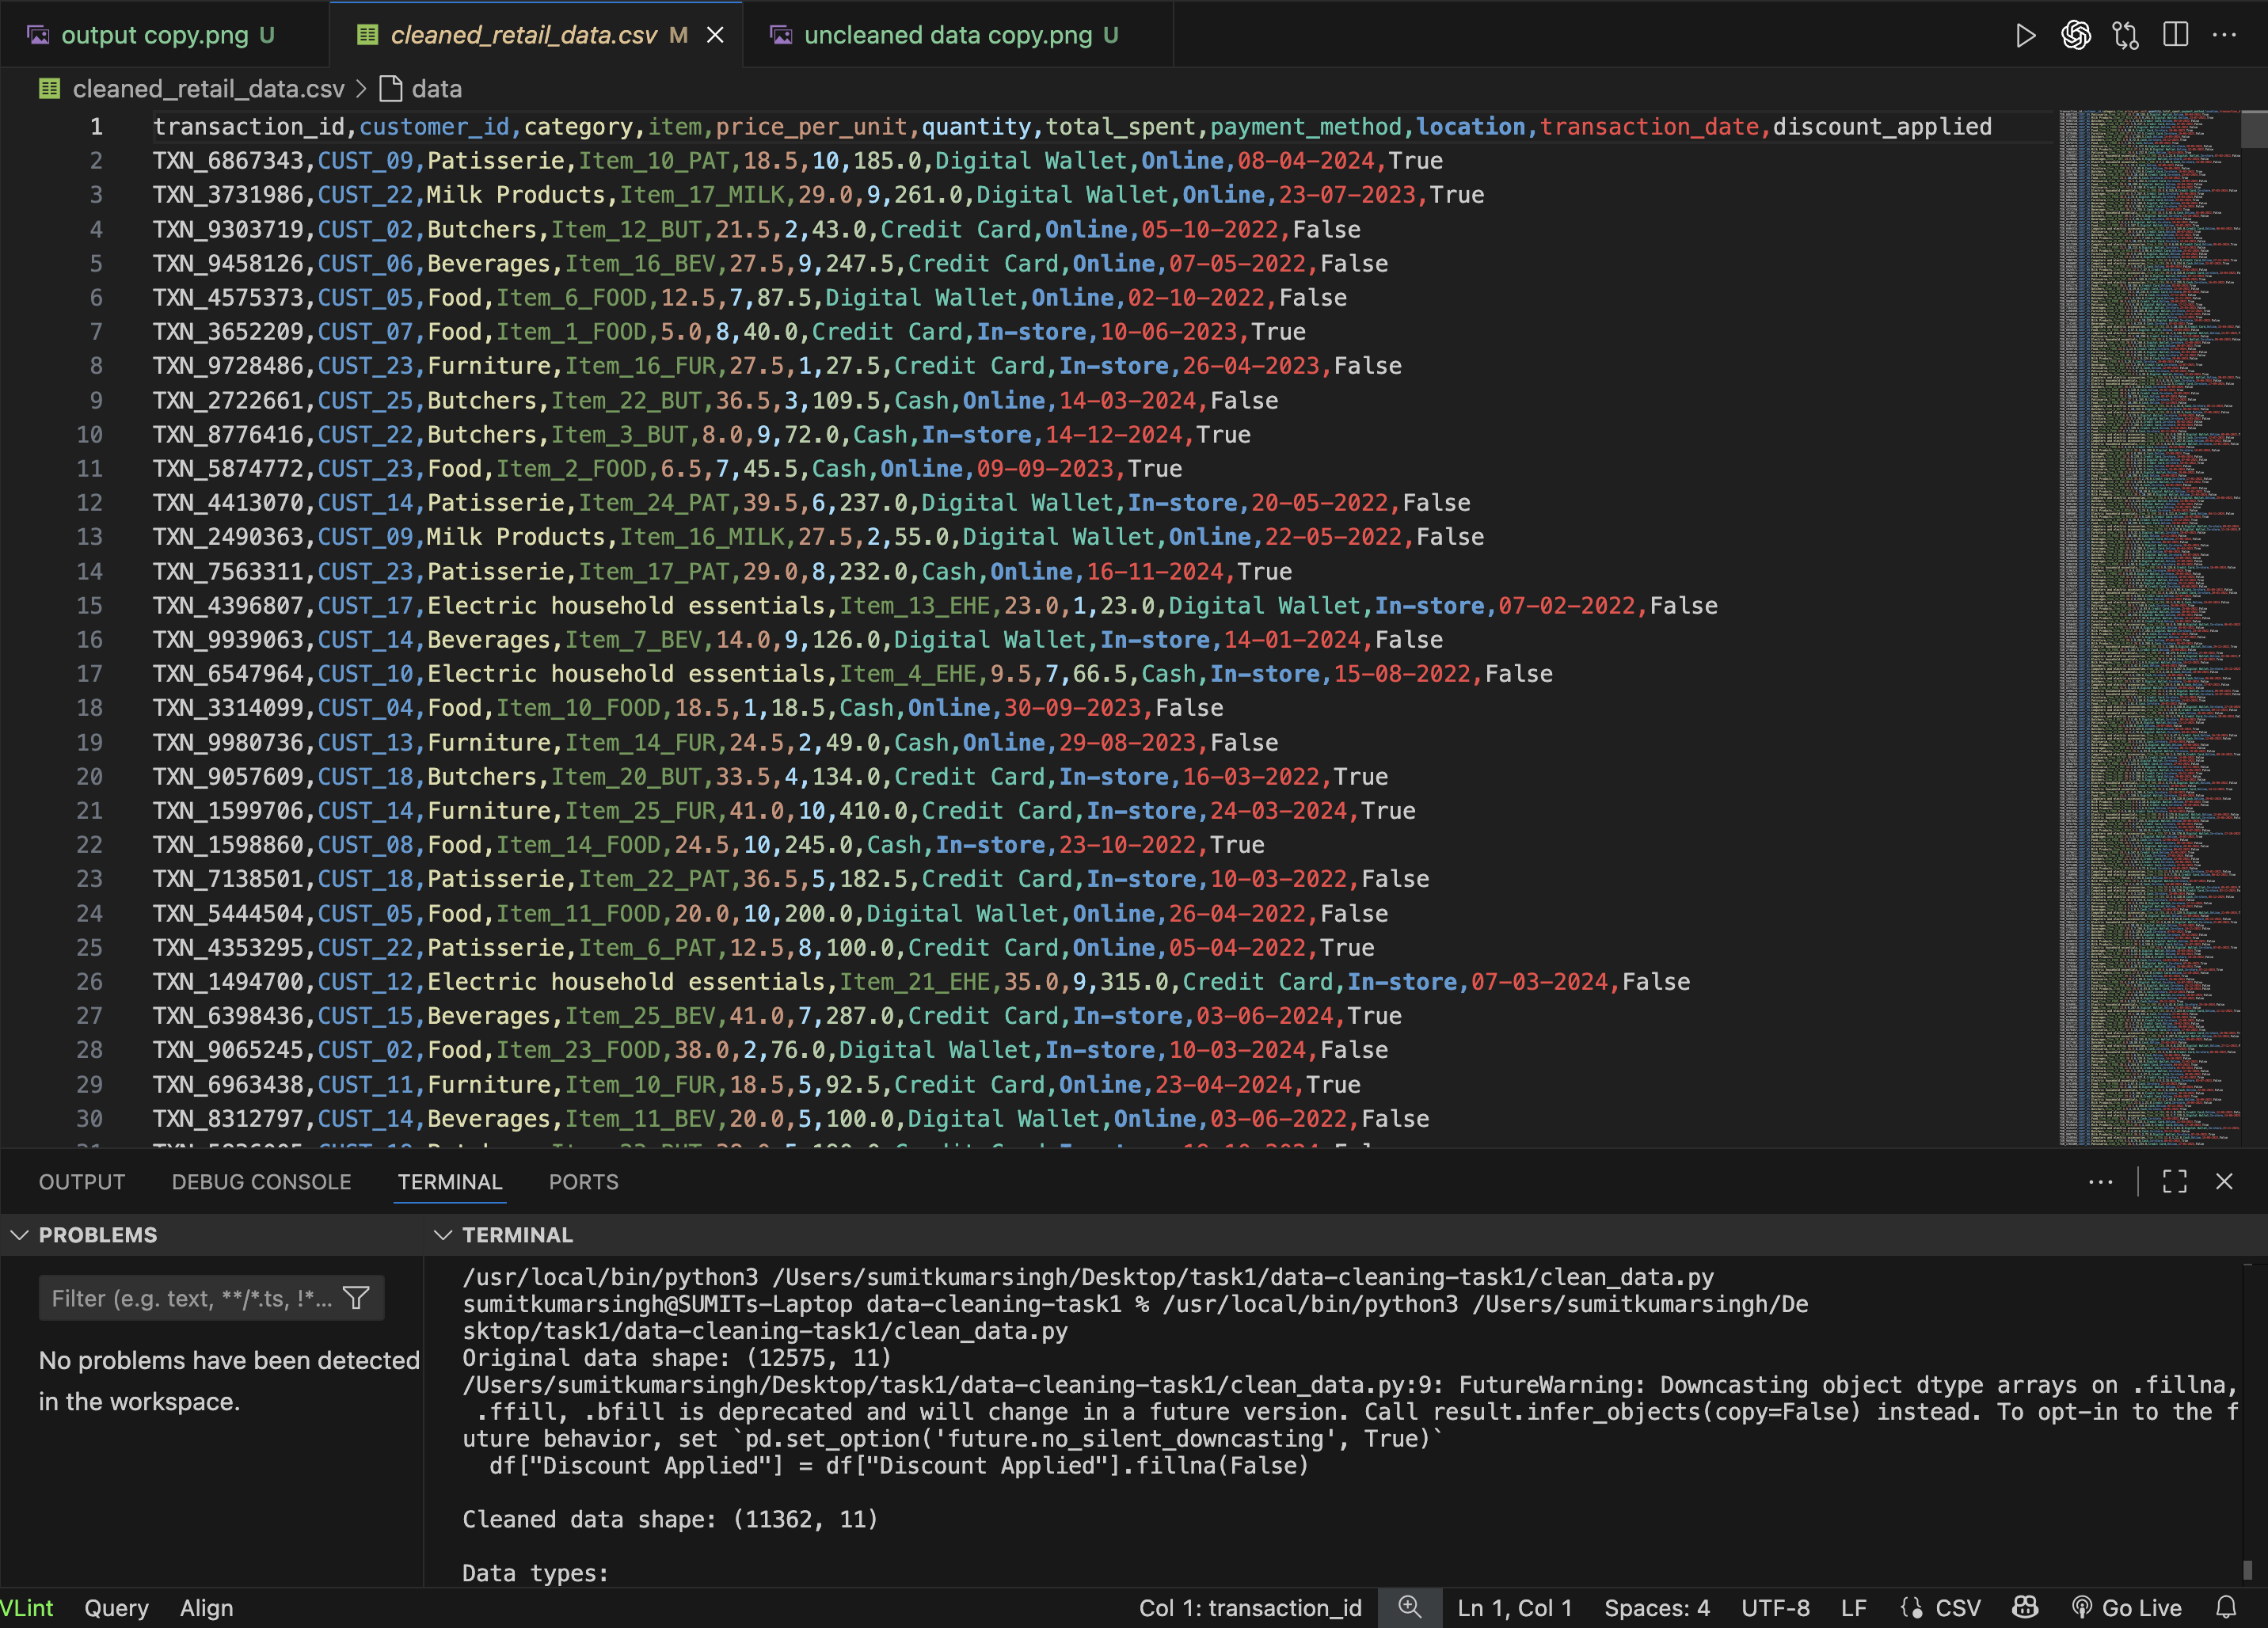 output copy.png U
cleaned_retail_data.csv M
uncleaned data copy.png U
cleaned_retail_data.csv > data
1 transaction_id,customer_id,category,item,price_per_unit,quantity,total_spent,payment_method,location,transaction_date,discount_applied
2 TXN_6867343,CUST_09,Patisserie,Item_10_PAT,18.5,10,185.0,Digital Wallet,Online,08-04-2024,True
3 TXN_3731986,CUST_22,Milk Products,Item_17_MILK,29.0,9,261.0,Digital Wallet,Online,23-07-2023,True
4 TXN_9303719,CUST_02,Butchers,Item_12_BUT,21.5,2,43.0,Credit Card,Online,05-10-2022,False
5 TXN_9458126,CUST_06,Beverages,Item_16_BEV,27.5,9,247.5,Credit Card,Online,07-05-2022,False
6 TXN_4575373,CUST_05,Food,Item_6_FOOD,12.5,7,87.5,Digital Wallet,Online,02-10-2022,False
7 TXN_3652209,CUST_07,Food,Item_1_FOOD,5.0,8,40.0,Credit Card,In-store,10-06-2023,True
8 TXN_9728486,CUST_23,Furniture,Item_16_FUR,27.5,1,27.5,Credit Card,In-store,26-04-2023,False
9 TXN_2722661,CUST_25,Butchers,Item_22_BUT,36.5,3,109.5,Cash,Online,14-03-2024,False
10 TXN_8776416,CUST_22,Butchers,Item_3_BUT,8.0,9,72.0,Cash,In-store,14-12-2024,True
11 TXN_5874772,CUST_23,Food,Item_2_FOOD,6.5,7,45.5,Cash,Online,09-09-2023,True
12 TXN_4413070,CUST_14,Patisserie,Item_24_PAT,39.5,6,237.0,Digital Wallet,In-store,20-05-2022,False
13 TXN_2490363,CUST_09,Milk Products,Item_16_MILK,27.5,2,55.0,Digital Wallet,Online,22-05-2022,False
14 TXN_7563311,CUST_23,Patisserie,Item_17_PAT,29.0,8,232.0,Cash,Online,16-11-2024,True
15 TXN_4396807,CUST_17,Electric household essentials,Item_13_EHE,23.0,1,23.0,Digital Wallet,In-store,07-02-2022,False
16 TXN_9939063,CUST_14,Beverages,Item_7_BEV,14.0,9,126.0,Digital Wallet,In-store,14-01-2024,False
17 TXN_6547964,CUST_10,Electric household essentials,Item_4_EHE,9.5,7,66.5,Cash,In-store,15-08-2022,False
18 TXN_3314099,CUST_04,Food,Item_10_FOOD,18.5,1,18.5,Cash,Online,30-09-2023,False
19 TXN_9980736,CUST_13,Furniture,Item_14_FUR,24.5,2,49.0,Cash,Online,29-08-2023,False
20 TXN_9057609,CUST_18,Butchers,Item_20_BUT,33.5,4,134.0,Credit Card,In-store,16-03-2022,True
21 TXN_1599706,CUST_14,Furniture,Item_25_FUR,41.0,10,410.0,Credit Card,In-store,24-03-2024,True
22 TXN_1598860,CUST_08,Food,Item_14_FOOD,24.5,10,245.0,Cash,In-store,23-10-2022,True
23 TXN_7138501,CUST_18,Patisserie,Item_22_PAT,36.5,5,182.5,Credit Card,In-store,10-03-2022,False
24 TXN_5444504,CUST_05,Food,Item_11_FOOD,20.0,10,200.0,Digital Wallet,Online,26-04-2022,False
25 TXN_4353295,CUST_22,Patisserie,Item_6_PAT,12.5,8,100.0,Credit Card,Online,05-04-2022,True
26 TXN_1494700,CUST_12,Electric household essentials,Item_21_EHE,35.0,9,315.0,Credit Card,In-store,07-03-2024,False
27 TXN_6398436,CUST_15,Beverages,Item_25_BEV,41.0,7,287.0,Credit Card,In-store,03-06-2024,True
28 TXN_9065245,CUST_02,Food,Item_23_FOOD,38.0,2,76.0,Digital Wallet,In-store,10-03-2024,False
29 TXN_6963438,CUST_11,Furniture,Item_10_FUR,18.5,5,92.5,Credit Card,Online,23-04-2024,True
30 TXN_8312797,CUST_14,Beverages,Item_11_BEV,20.0,5,100.0,Digital Wallet,Online,03-06-2022,False
OUTPUT DEBUG CONSOLE TERMINAL PORTS
PROBLEMS
Filter (e.g. text, **/*.ts, !*...
No problems have been detected
in the workspace.
TERMINAL
/usr/local/bin/python3 /Users/sumitkumarsingh/Desktop/task1/data-cleaning-task1/clean_data.py
sumitkumarsingh@SUMITs-Laptop data-cleaning-task1 % /usr/local/bin/python3 /Users/sumitkumarsingh/De
sktop/task1/data-cleaning-task1/clean_data.py
Original data shape: (12575, 11)
/Users/sumitkumarsingh/Desktop/task1/data-cleaning-task1/clean_data.py:9: FutureWarning: Downcasting object dtype arrays on .fillna,
.ffill, .bfill is deprecated and will change in a future version. Call result.infer_objects(copy=False) instead. To opt-in to the f
uture behavior, set `pd.set_option('future.no_silent_downcasting', True)`
df["Discount Applied"] = df["Discount Applied"].fillna(False)
Cleaned data shape: (11362, 11)
Data types:
VLint Query Align Col 1: transaction_id Ln 1, Col 1 Spaces: 4 UTF-8 LF CSV Go Live